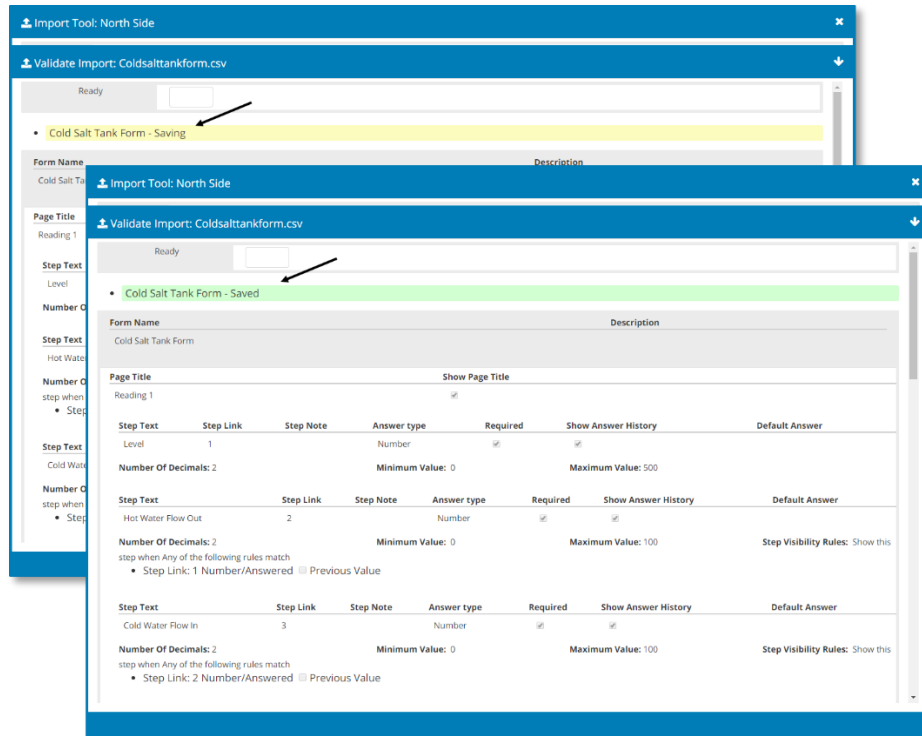 Import Tool: North Side
Validate Import: Coldsalttankform.csv
Ready
• Cold Salt Tank Form - Saving
Form Name Description
Cold Salt Ta
Page Title
Reading 1
Step Text
Level
Number O
Step Text
Hot Wate
Number O
step when
• Step
Step Text
Cold Wate
Number O
step when
• Step
Import Tool: North Side
Validate Import: Coldsalttankform.csv
Ready
• Cold Salt Tank Form - Saved
Form Name Description
Cold Salt Tank Form
Page Title Show Page Title
Reading 1
Step Text Step Link Step Note Answer type Required Show Answer History Default Answer
Level 1 Number
Number Of Decimals: 2 Minimum Value: 0 Maximum Value: 500
Step Text Step Link Step Note Answer type Required Show Answer History Default Answer
Hot Water Flow Out 2 Number
Number Of Decimals: 2 Minimum Value: 0 Maximum Value: 100 Step Visibility Rules: Show this
step when Any of the following rules match
• Step Link: 1 Number/Answered Previous Value
Step Text Step Link Step Note Answer type Required Show Answer History Default Answer
Cold Water Flow In 3 Number
Number Of Decimals: 2 Minimum Value: 0 Maximum Value: 100 Step Visibility Rules: Show this
step when Any of the following rules match
• Step Link: 2 Number/Answered Previous Value